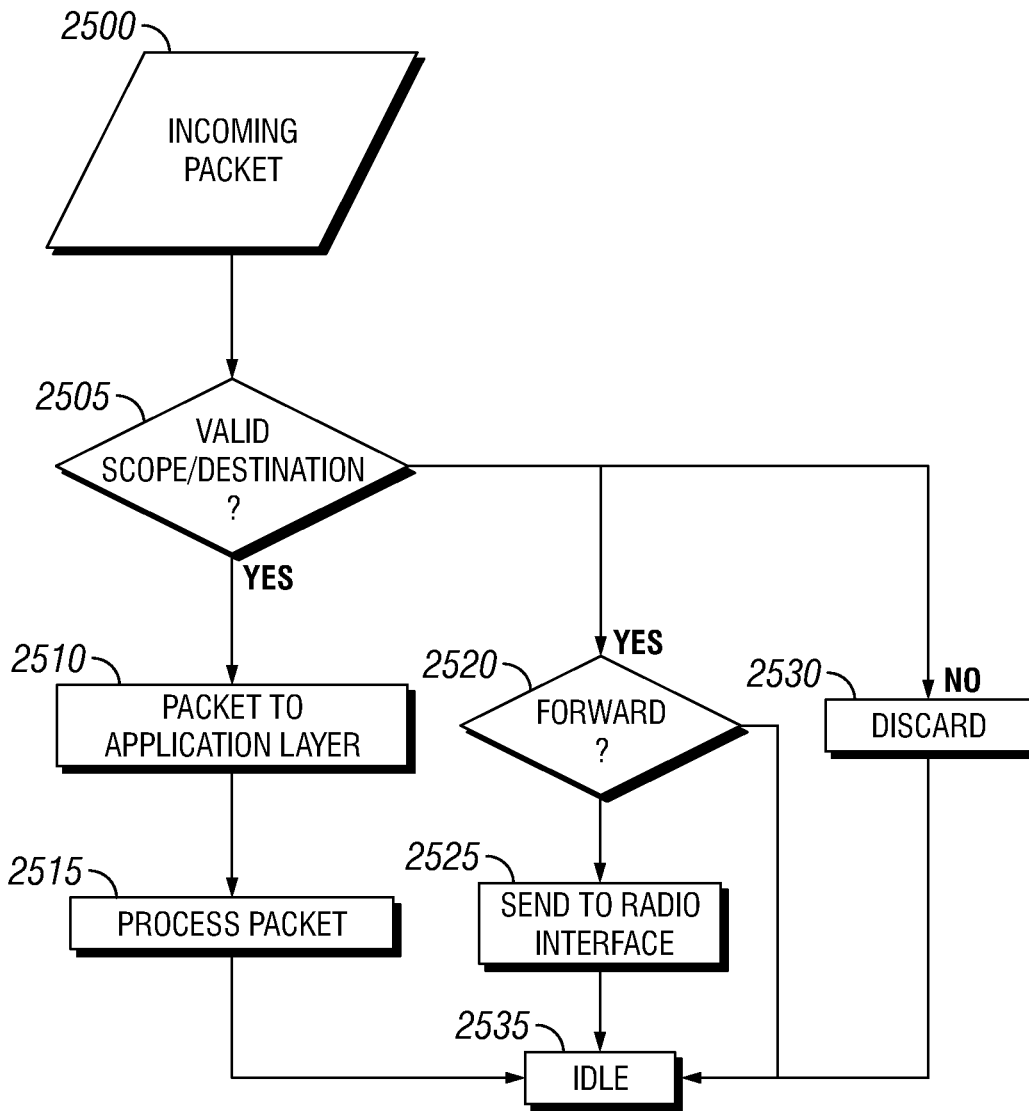 2500
INCOMING
PACKET
2505
VALID
SCOPE/DESTINATION
?
YES
2510
PACKET TO
APPLICATION LAYER
2520
YES
FORWARD
?
2530
NO
DISCARD
2515
PROCESS PACKET
2525
SEND TO RADIO
INTERFACE
2535
IDLE